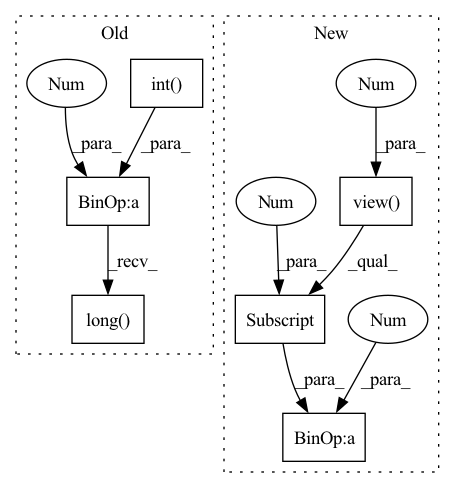 Old
New
Num
int()
Num
_para_
_para_
_para_
BinOp:a
Num
view()
_recv_
_para_
_qual_
long()
Subscript
Num
_para_
_para_
BinOp:a